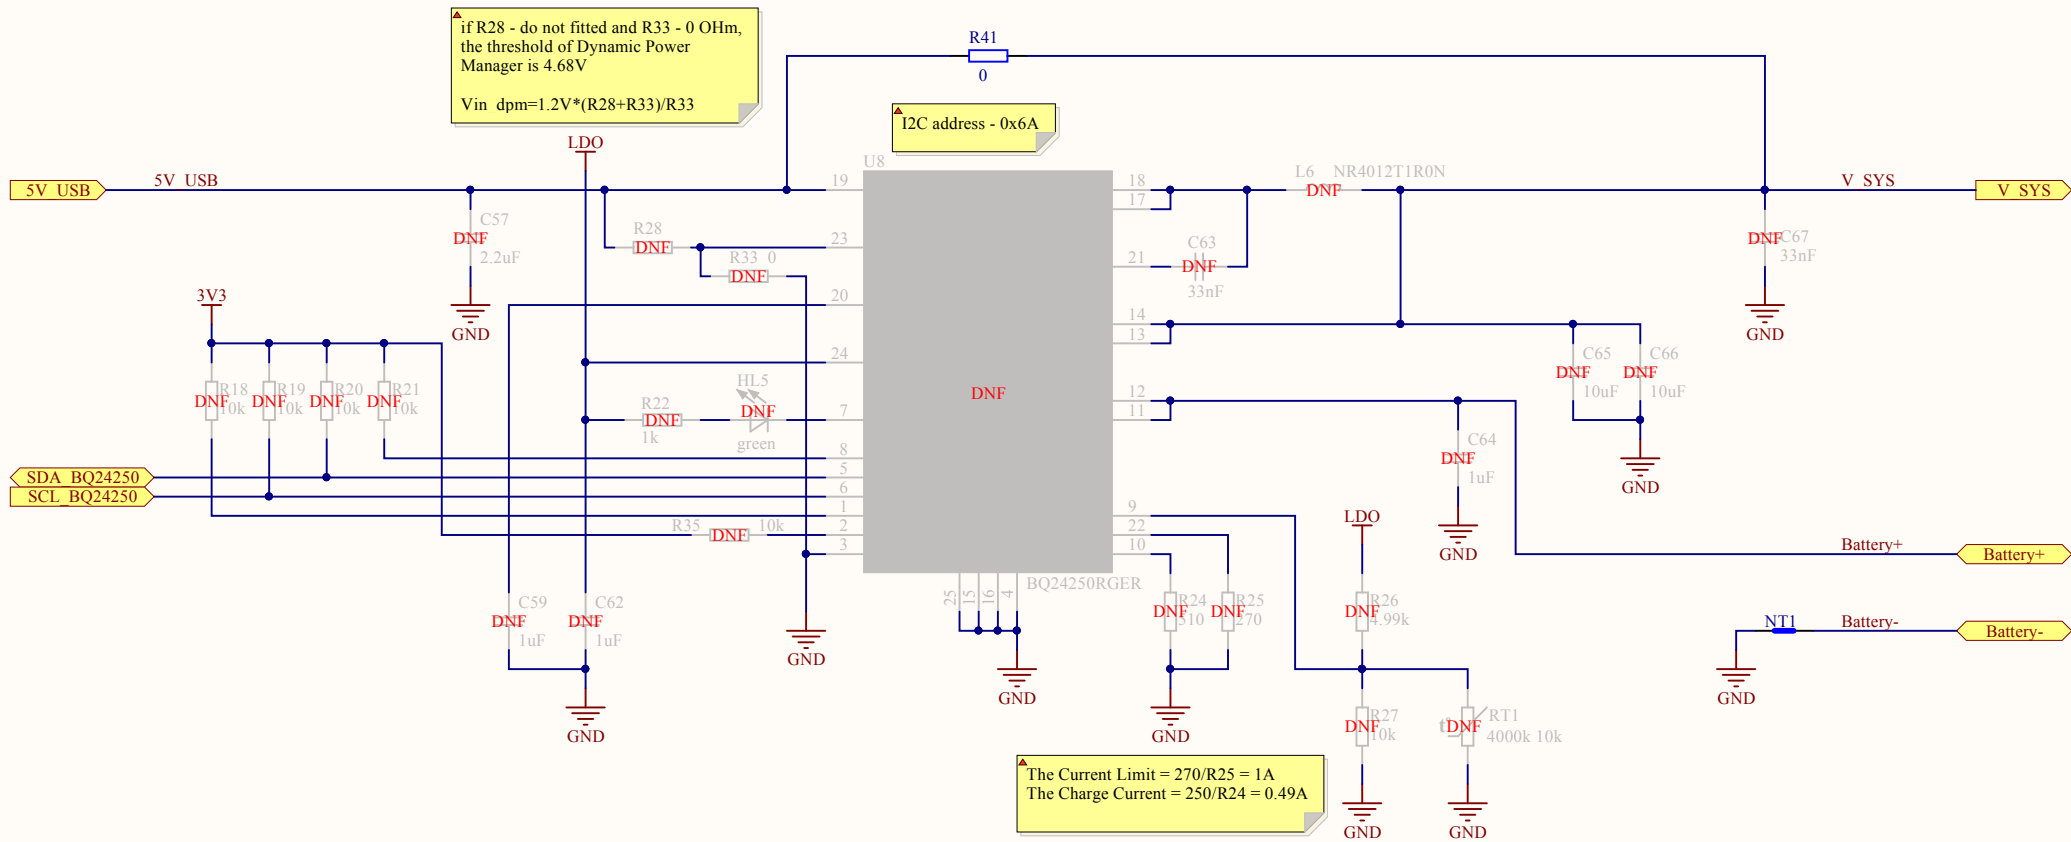 if R28 - do not fitted and R33 - 0 OHm,
the threshold of Dynamic Power
Manager is 4.68V
Vin dpm=1.2V*(R28+R33)/R33
R41
0
I2C address - 0x6A
LDO
U8
5V_USB
5V USB
19
18
17
L6
NR4012T1R0N
DNF
V SYS
V SYS
C57
DNF
2.2uF
GND
R28
DNF
23
R33 0
DNF
21
C63
DNF
33nF
DNF
C67
33nF
GND
3V3
20
14
13
24
C65
DNF
10uF
C66
DNF
10uF
GND
R18
DNF
10k
R19
DNF
10k
R20
DNF
10k
R21
DNF
10k
HL5
DNF
green
R22
DNF
1k
7
DNF
12
11
C64
DNF
1uF
GND
8
SDA_BQ24250
5
SCL_BQ24250
6
1
R35
DNF
10k
2
3
9
22
10
LDO
Battery+
Battery+
25
15
16
4
BQ24250RGER
C59
DNF
1uF
C62
DNF
1uF
GND
GND
GND
R24
DNF
510
R25
DNF
270
GND
R26
DNF
4.99k
NT1
Battery-
Battery-
GND
R27
DNF
10k
GND
RT1
t°
DNF
4000k 10k
GND
The Current Limit = 270/R25 = 1A
The Charge Current = 250/R24 = 0.49A